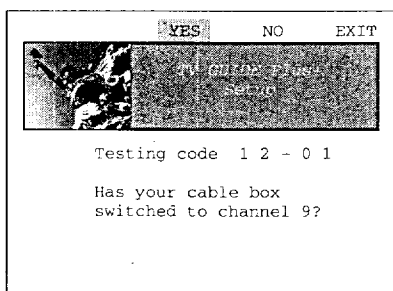 YES NO EXIT
TV GUIDE Plus+
Setup
Testing code 1 2 - 0 1
Has your cable box
switched to channel 9?